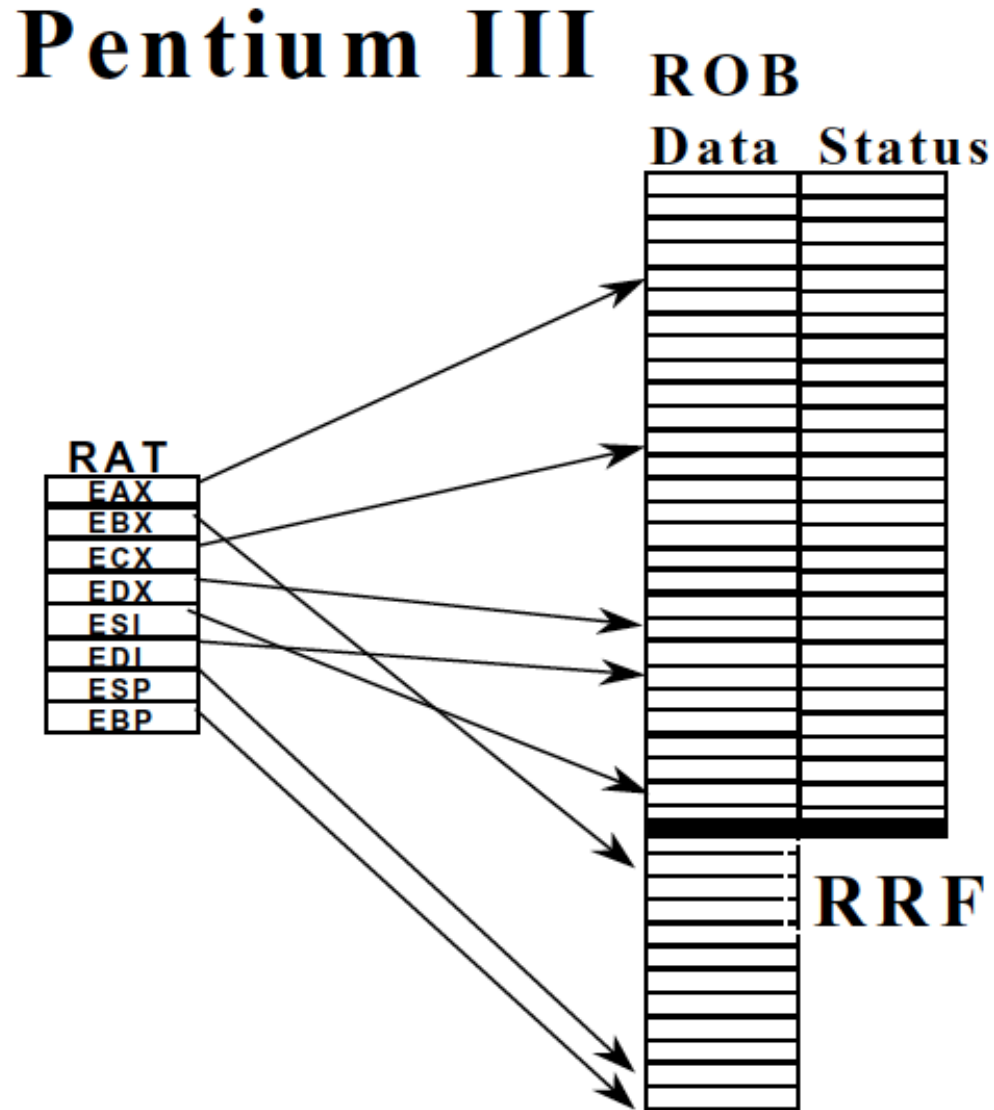 Pentium III
ROB
Data Status
RAT
EAX
EBX
ECX
EDX
ESI
EDI
ESP
EBP
RRF